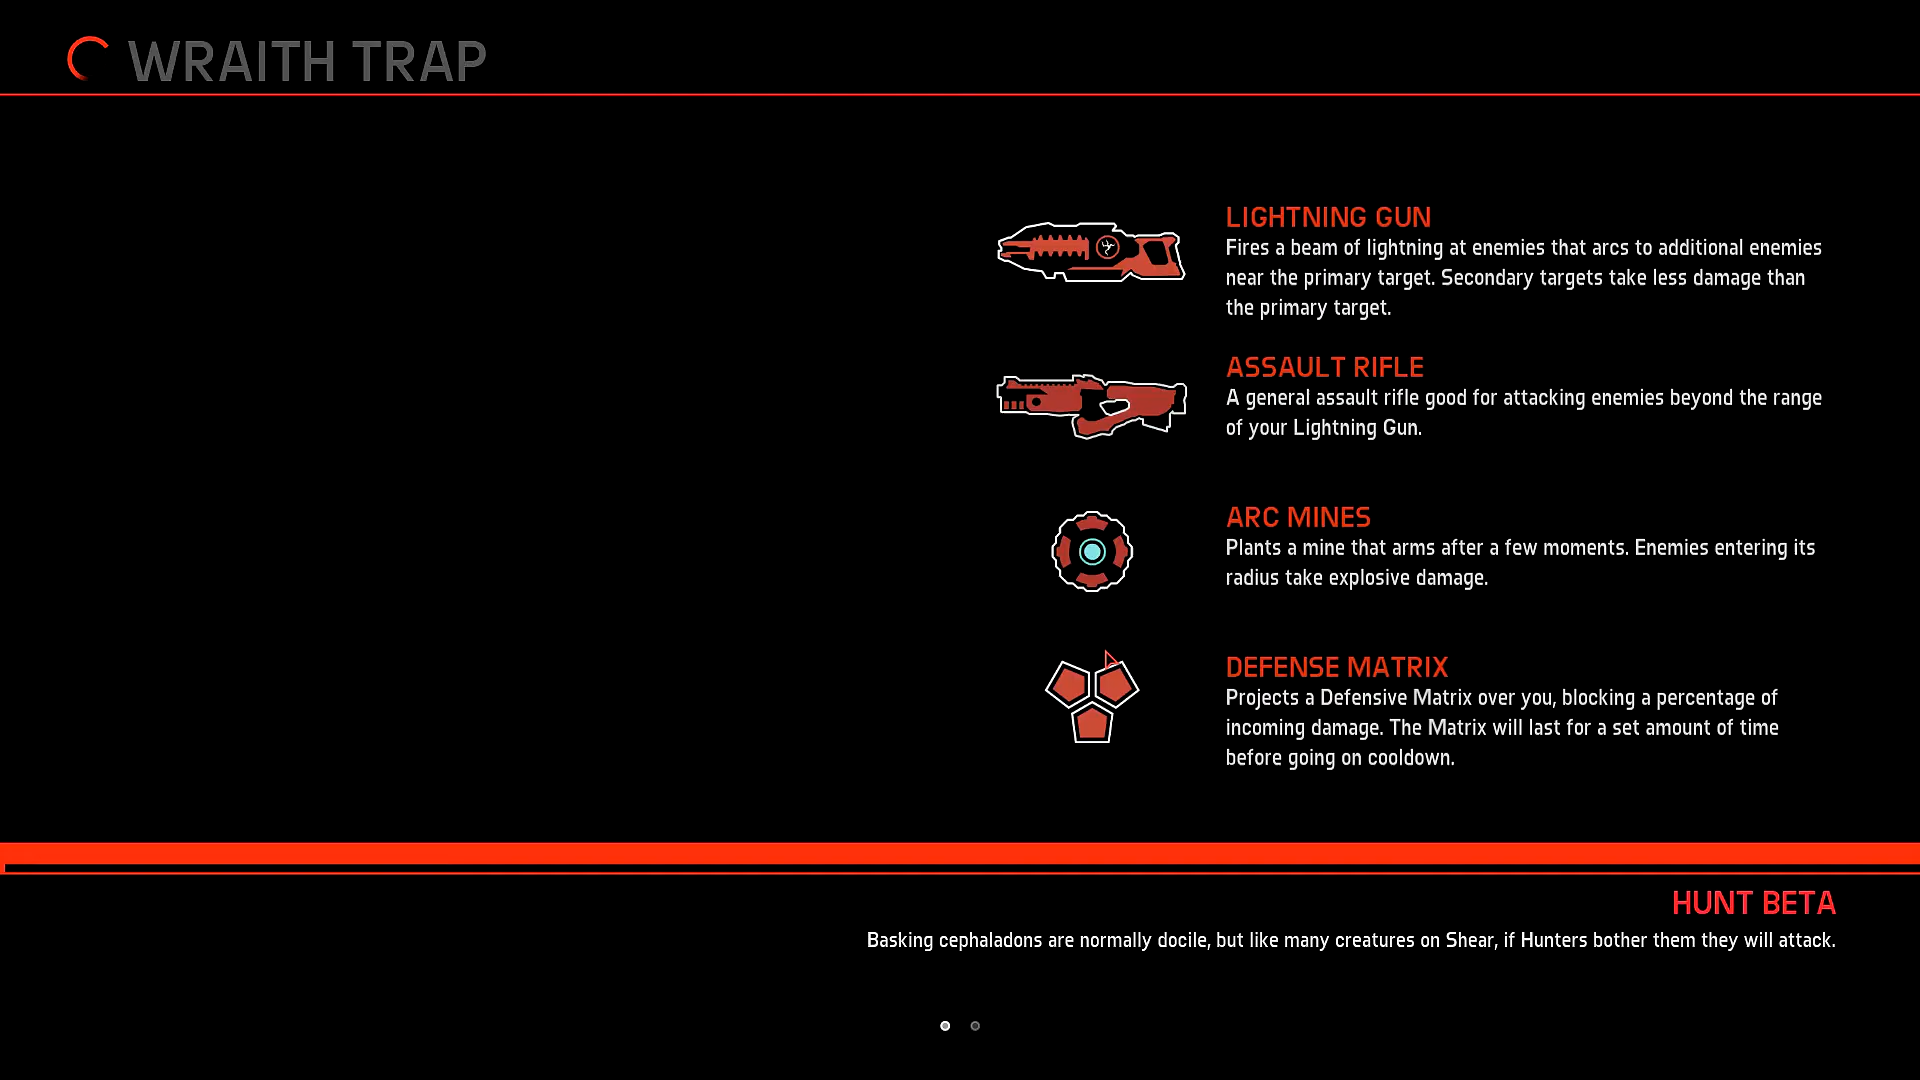 WRAITH TRAP
LIGHTNING GUN
Fires a beam of lightning at enemies that arcs to additional enemies
near the primary target. Secondary targets take less damage than
the primary target.
ASSAULT RIFLE
A general assault rifle good for attacking enemies beyond the range
of your Lightning Gun.
ARC MINES
Plants a mine that arms after a few moments. Enemies entering its
radius take explosive damage.
DEFENSE MATRIX
Projects a Defensive Matrix over you, blocking a percentage of
incoming damage. The Matrix will last for a set amount of time
before going on cooldown.
HUNT BETA
Basking cephaladons are normally docile, but like many creatures on Shear, if Hunters bother them they will attack.